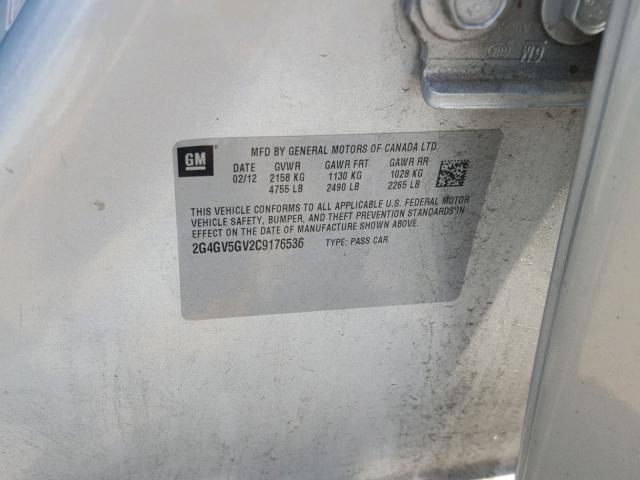 GM
MFD BY GENERAL MOTORS OF CANADA LTD.
DATE GVWR GAWR FRT GAWR RR
02/12 2158 KG 1130 KG 1028 KG
4755 LB 2490 LB 2265 LB
THIS VEHICLE CONFORMS TO ALL APPLICABLE U.S. FEDERAL MOTOR
VEHICLE SAFETY, BUMPER, AND THEFT PREVENTION STANDARDS IN
EFFECT ON THE DATE OF MANUFACTURE SHOWN ABOVE.
2G4GV5GV2C9176536 TYPE: PASS CAR